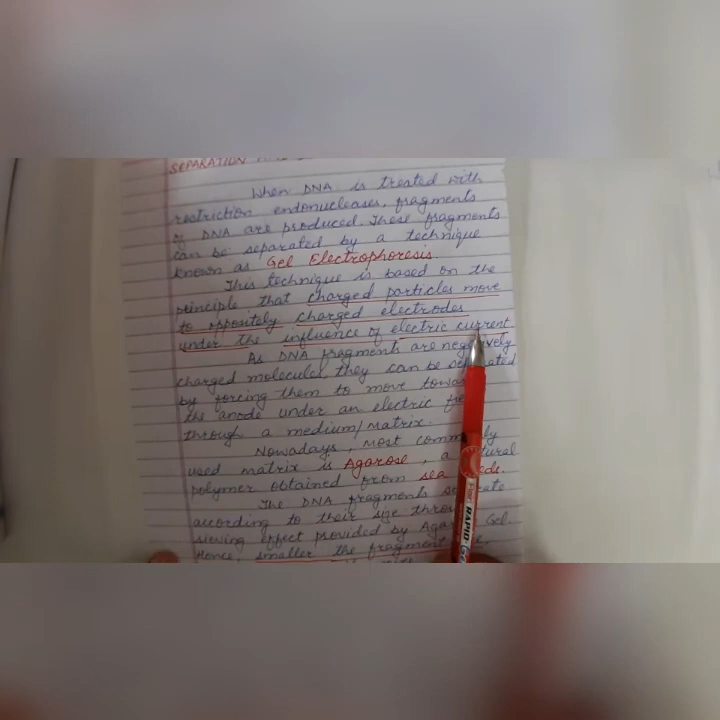 SEPARATION
When DNA is treated with
restriction endonucleases, fragments
of DNA are produced. These fragments
can be separated by a technique
known as Gel Electrophoresis
This technique is based on the
principle that charged particles move
to oppositely charged electrodes
under the influence of electric current
As DNA fragments are negatively
charged molecules, they can be
by forcing them to move
the anode under an electric
through a medium/matrix.
Nowadays, most
used matrix is Agarose, a
polymer obtained from sea
The DNA fragments
according to their size
sieving effect provided by Gel.
Hence, smaller the fragment
RAPID